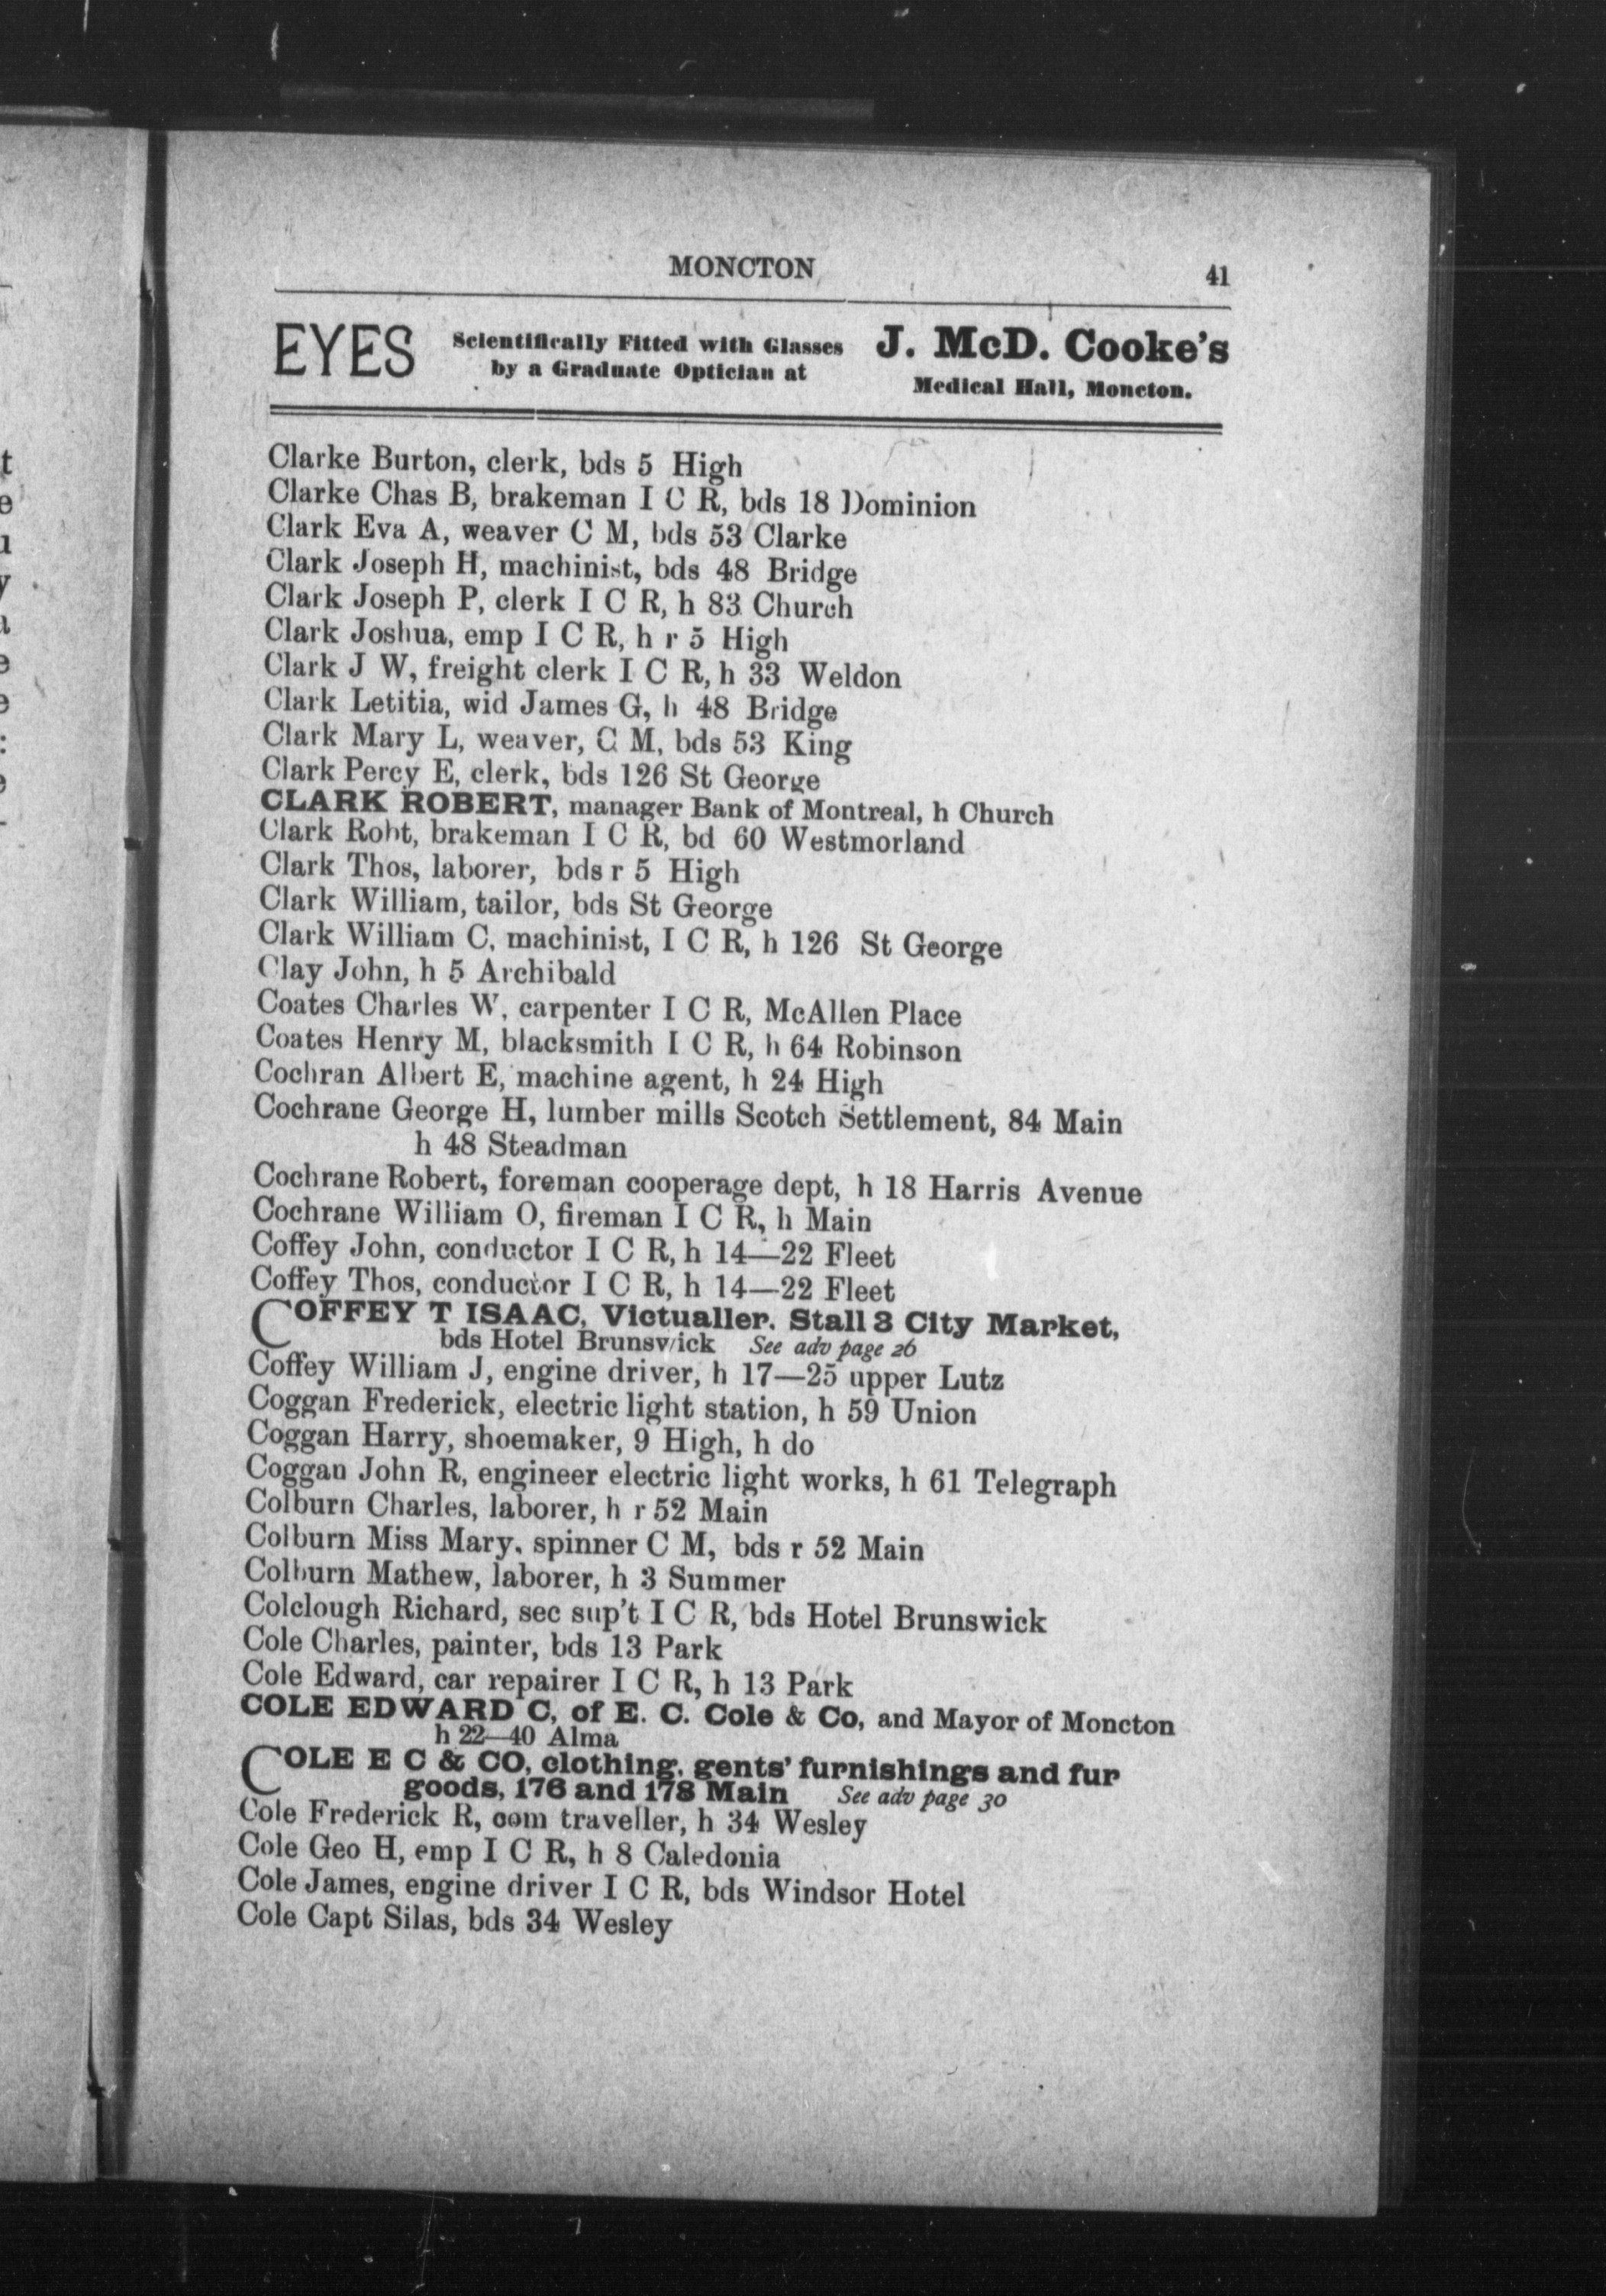 MONCTON 41
EYES Scientifically Fitted with Glasses J. McD. Cooke's
by a Graduate Optician at Medical Hall, Moncton.
Clarke Burton, clerk, bds 5 High
Clarke Chas B, brakeman I C R, bds 18 Dominion
Clark Eva A, weaver C M, bds 53 Clarke
Clark Joseph H, machinist, bds 48 Bridge
Clark Joseph P, clerk I C R, h 83 Church
Clark Joshua, emp I C R, h r 5 High
Clark J W, freight clerk I C R, h 33 Weldon
Clark Letitia, wid James G, h 48 Bridge
Clark Mary L, weaver, C M, bds 53 King
Clark Percy E, clerk, bds 126 St George
CLARK ROBERT, manager Bank of Montreal, h Church
Clark Robt, brakeman I C R, bd 60 Westmorland
Clark Thos, laborer, bds r 5 High
Clark William, tailor, bds St George
Clark William C, machinist, I C R, h 126 St George
Clay John, h 5 Archibald
Coates Charles W, carpenter I C R, McAllen Place
Coates Henry M, blacksmith I C R, h 64 Robinson
Cochran Albert E, machine agent, h 24 High
Cochrane George H, lumber mills Scotch Settlement, 84 Main
h 48 Steadman
Cochrane Robert, foreman cooperage dept, h 18 Harris Avenue
Cochrane William O, fireman I C R, h Main
Coffey John, conductor I C R, h 14—22 Fleet
Coffey Thos, conductor I C R, h 14—22 Fleet
COFFEY T ISAAC, Victualler. Stall 3 City Market,
bds Hotel Brunswick See adv page 26
Coffey William J, engine driver, h 17—25 upper Lutz
Coggan Frederick, electric light station, h 59 Union
Coggan Harry, shoemaker, 9 High, h do
Coggan John R, engineer electric light works, h 61 Telegraph
Colburn Charles, laborer, h r 52 Main
Colburn Miss Mary, spinner C M, bds r 52 Main
Colburn Mathew, laborer, h 3 Summer
Colclough Richard, sec sup't I C R, bds Hotel Brunswick
Cole Charles, painter, bds 13 Park
Cole Edward, car repairer I C R, h 13 Park
COLE EDWARD C, of E. C. Cole & Co, and Mayor of Moncton
h 22—40 Alma
COLE E C & CO, clothing, gents' furnishings and fur
goods, 176 and 178 Main See adv page 30
Cole Frederick R, com traveller, h 34 Wesley
Cole Geo H, emp I C R, h 8 Caledonia
Cole James, engine driver I C R, bds Windsor Hotel
Cole Capt Silas, bds 34 Wesley